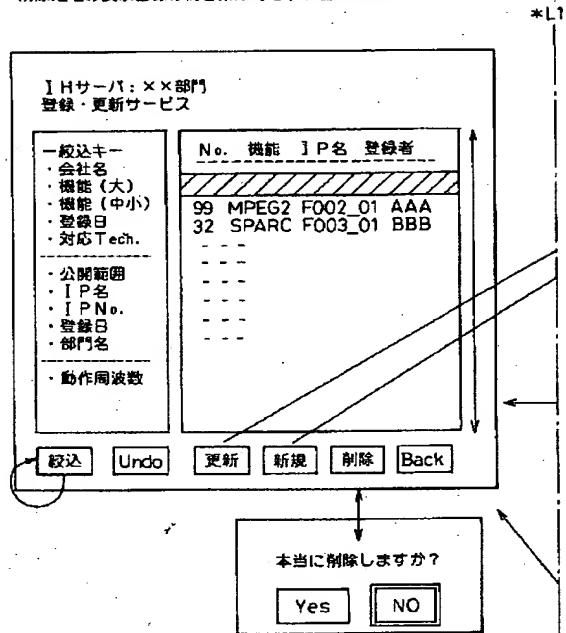 *L1
IHサーバ:××部門
登録・更新サービス
一絞込キー
・会社名
・機能(大)
・機能(中小)
・登録日
・対応Tech.
・公開範囲
・IP名
・IPNo.
・登録日
・部門名
・動作周波数
No. 機能 IP名 登録者
99 MPEG2 F002_01 AAA
32 SPARC F003_01 BBB
絞込 Undo 更新 新規 削除 Back
本当に削除しますか?
Yes NO